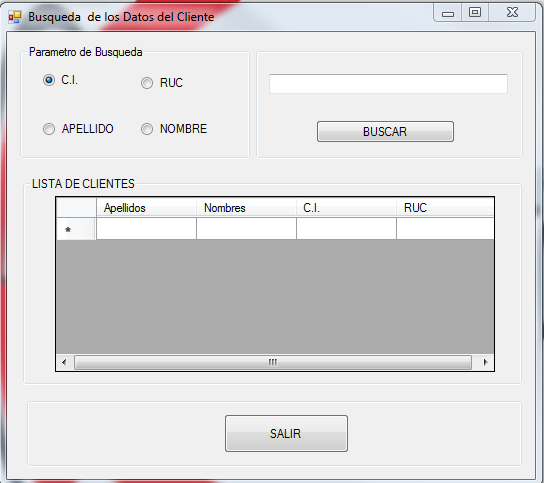 Busqueda de los Datos del Cliente
Parametro de Busqueda
C.I.
RUC
APELLIDO
NOMBRE
BUSCAR
LISTA DE CLIENTES
Apellidos Nombres C.I. RUC
*
SALIR